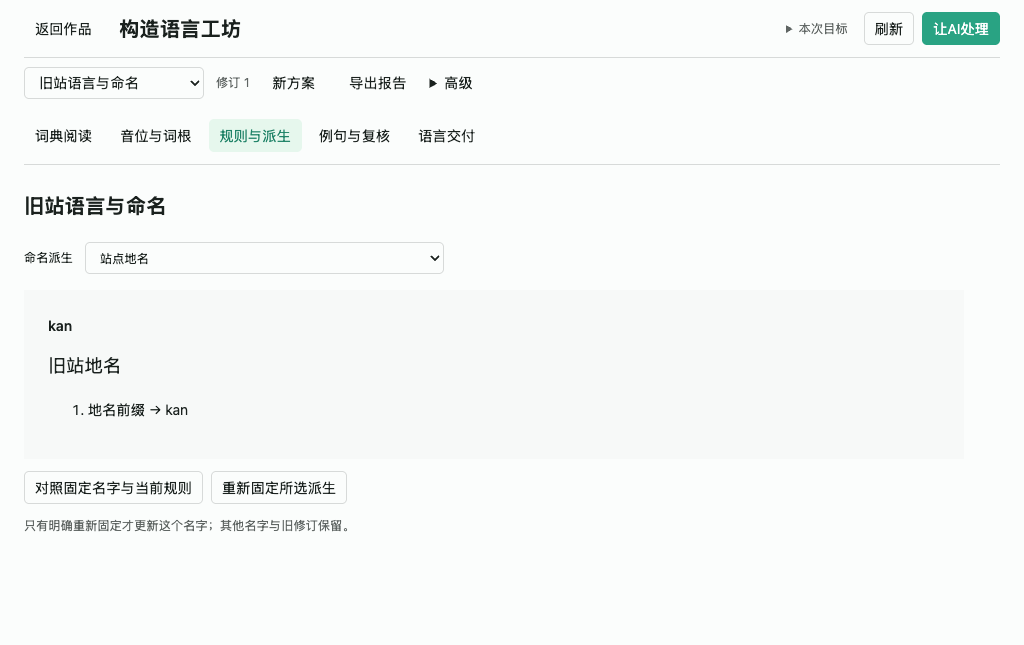 返回作品 构造语言工坊 ▶ 本次目标 刷新 让AI处理
旧站语言与命名 修订 1 新方案 导出报告 ▶ 高级
词典阅读 音位与词根 规则与派生 例句与复核 语言交付
旧站语言与命名
命名派生 站点地名
kan
旧站地名
1. 地名前缀 → kan
对照固定名字与当前规则 重新固定所选派生
只有明确重新固定才更新这个名字；其他名字与旧修订保留。